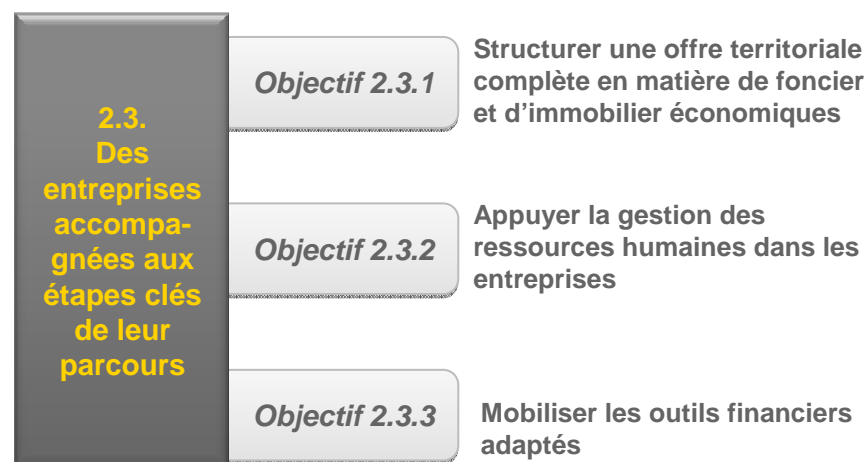 2.3.
Des
entreprises
accompa-
gnées aux
étapes clés
de leur
parcours
Objectif 2.3.1
Structurer une offre territoriale
complète en matière de foncier
et d'immobilier économiques
Objectif 2.3.2
Appuyer la gestion des
ressources humaines dans les
entreprises
Objectif 2.3.3
Mobiliser les outils financiers
adaptés